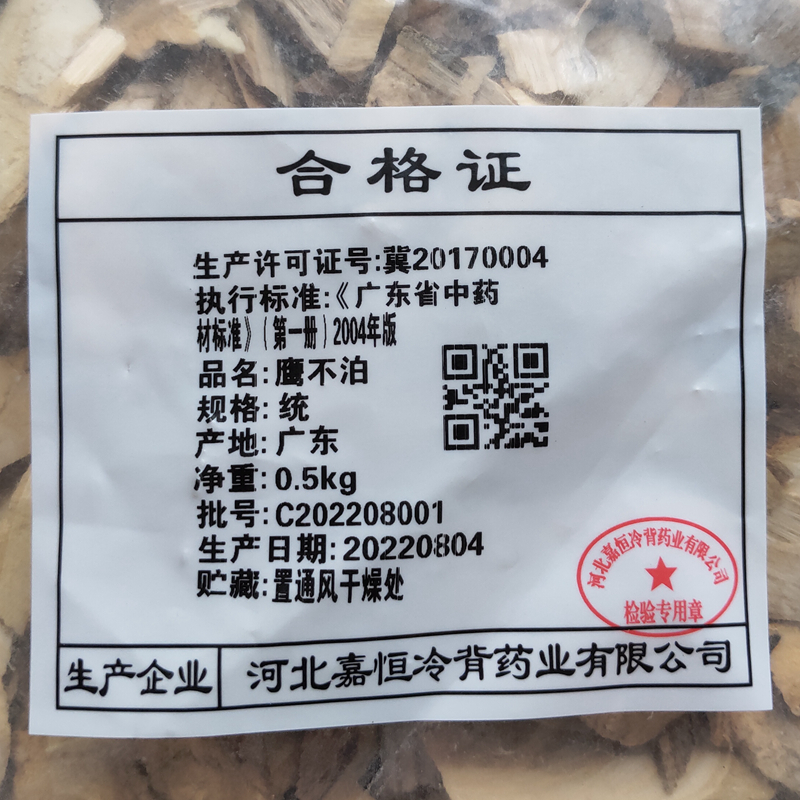 合格证
生产许可证号:冀20170004
执行标准:《广东省中药
材标准》(第一册)2004年版
品名:鹰不泊
规格:统
产地:广东
净重:0.5kg
批号:C202208001
生产日期:20220804
贮藏:置通风干燥处
河北嘉恒冷背药业有限公司
检验专用章
生产企业 河北嘉恒冷背药业有限公司